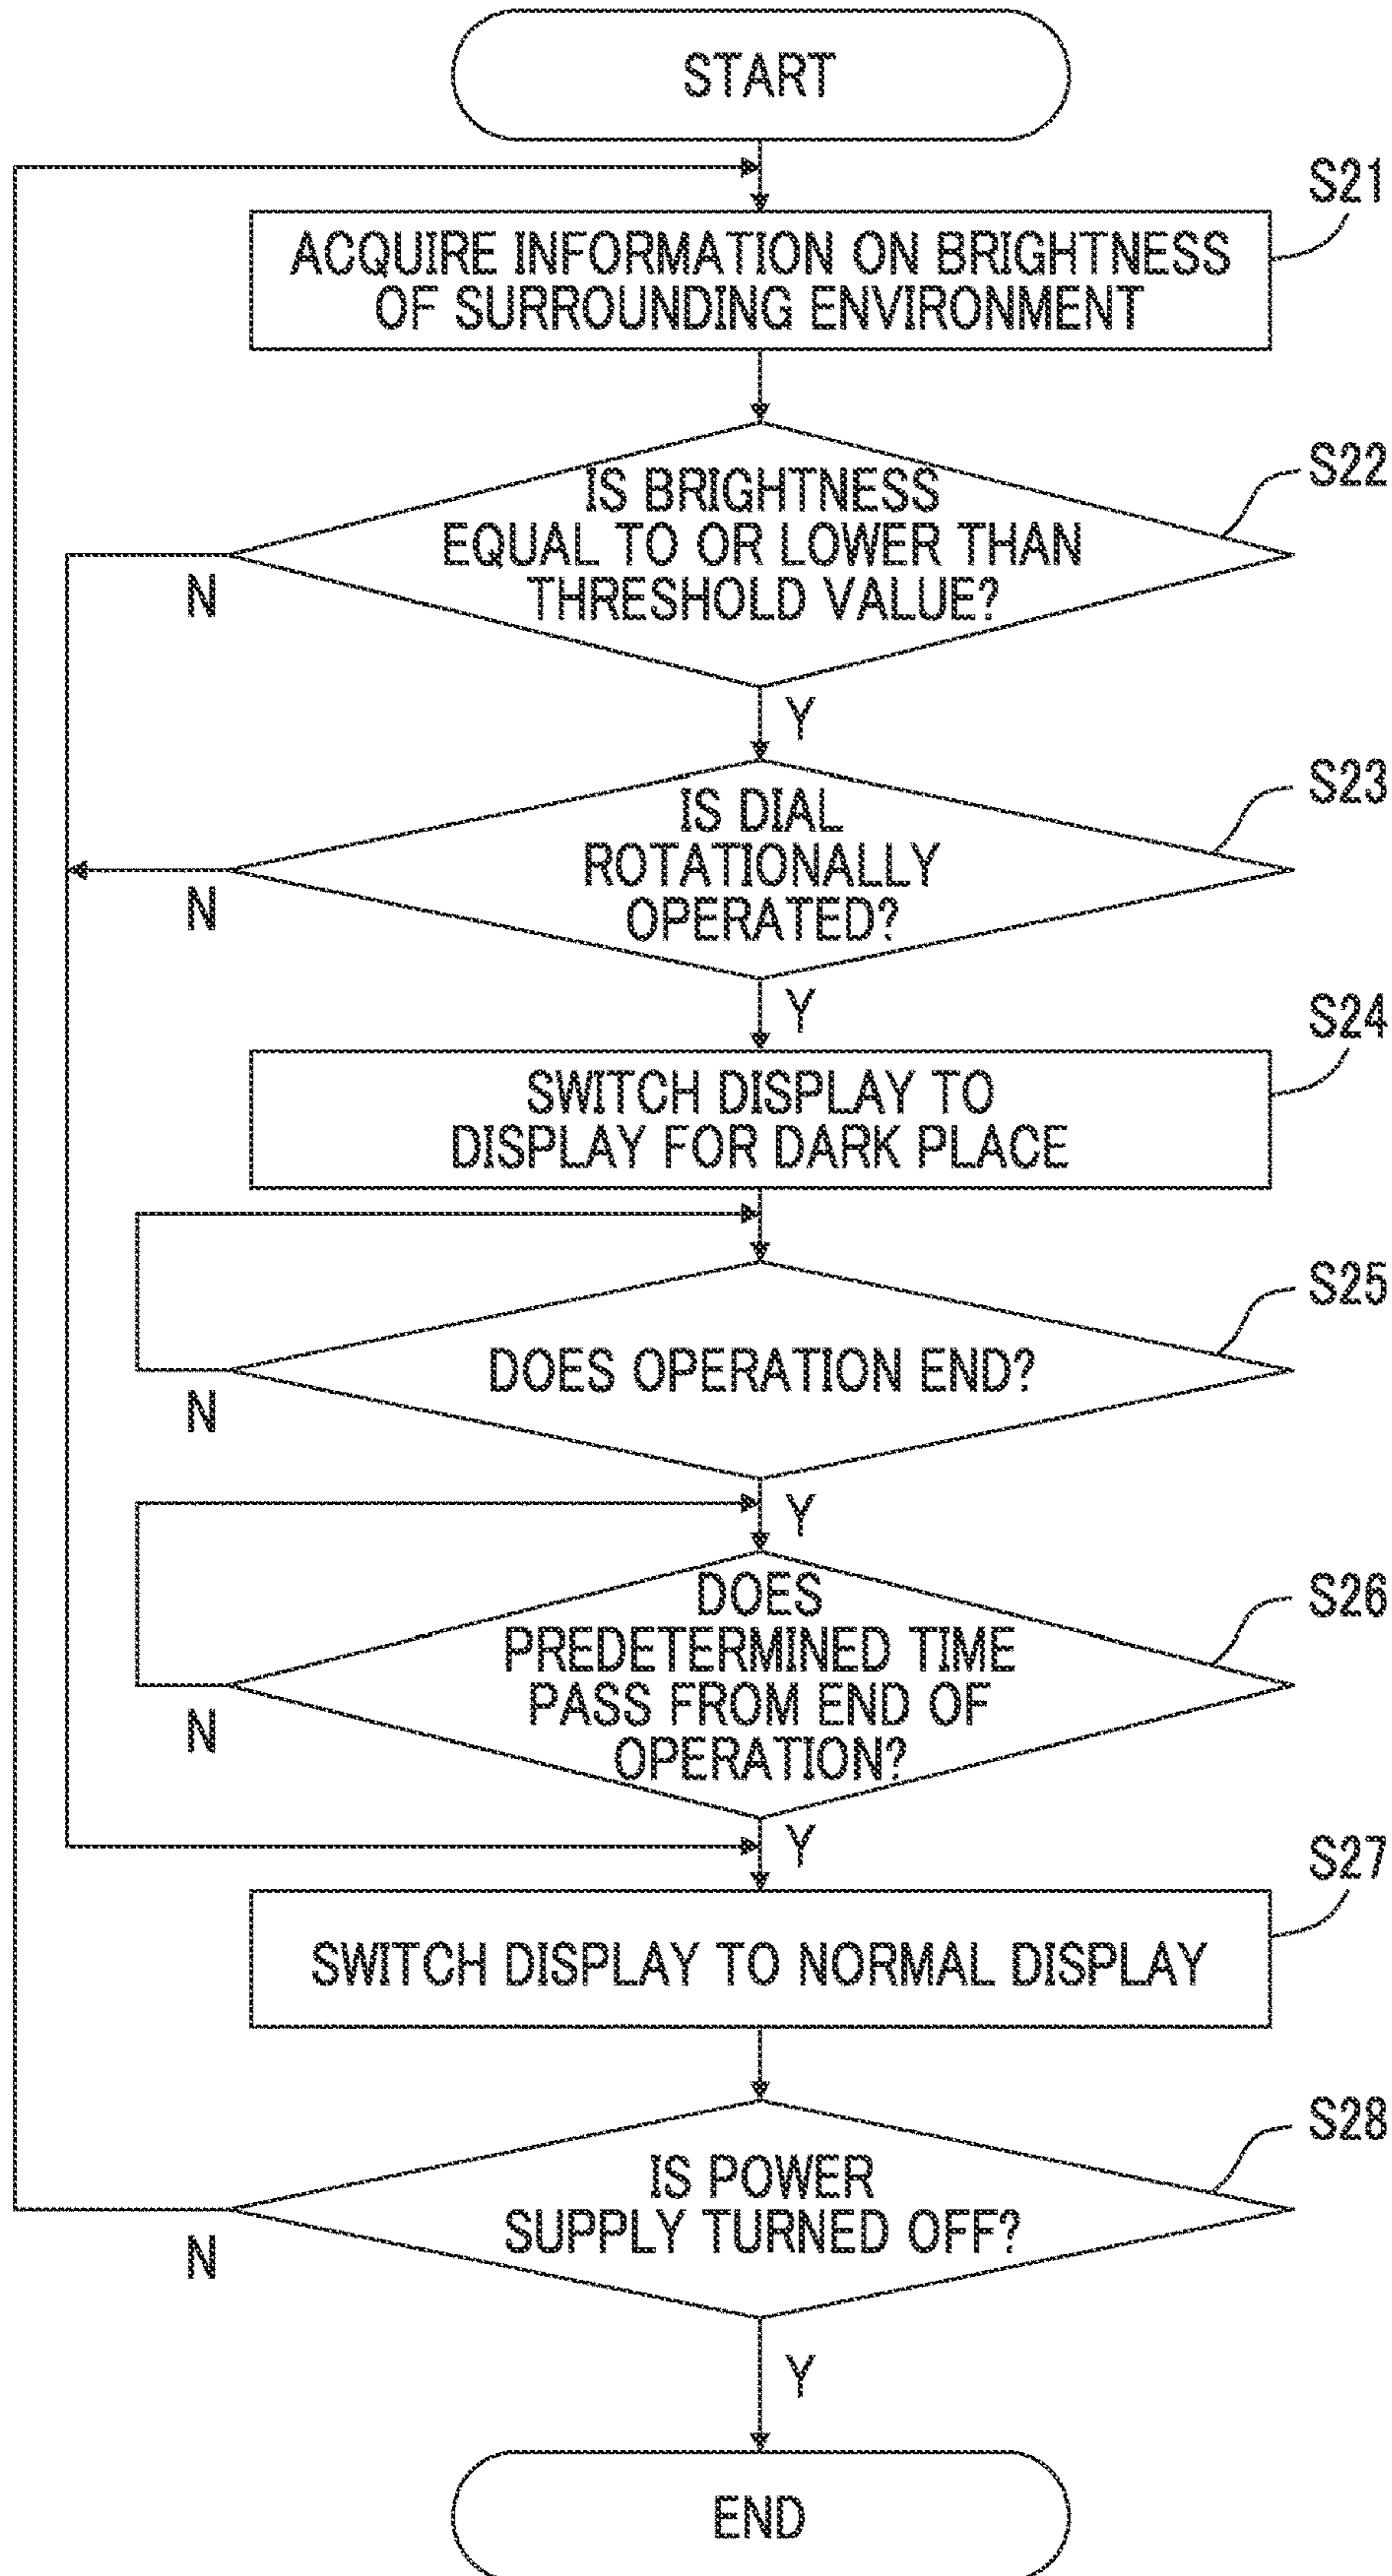 START
S21
ACQUIRE INFORMATION ON BRIGHTNESS
OF SURROUNDING ENVIRONMENT
S22
IS BRIGHTNESS
EQUAL TO OR LOWER THAN
THRESHOLD VALUE?
N
Y
S23
IS DIAL
ROTATIONALLY
OPERATED?
N
Y
S24
SWITCH DISPLAY TO
DISPLAY FOR DARK PLACE
S25
DOES OPERATION END?
N
Y
S26
DOES
PREDETERMINED TIME
PASS FROM END OF
OPERATION?
N
Y
S27
SWITCH DISPLAY TO NORMAL DISPLAY
S28
IS POWER
SUPPLY TURNED OFF?
N
Y
END